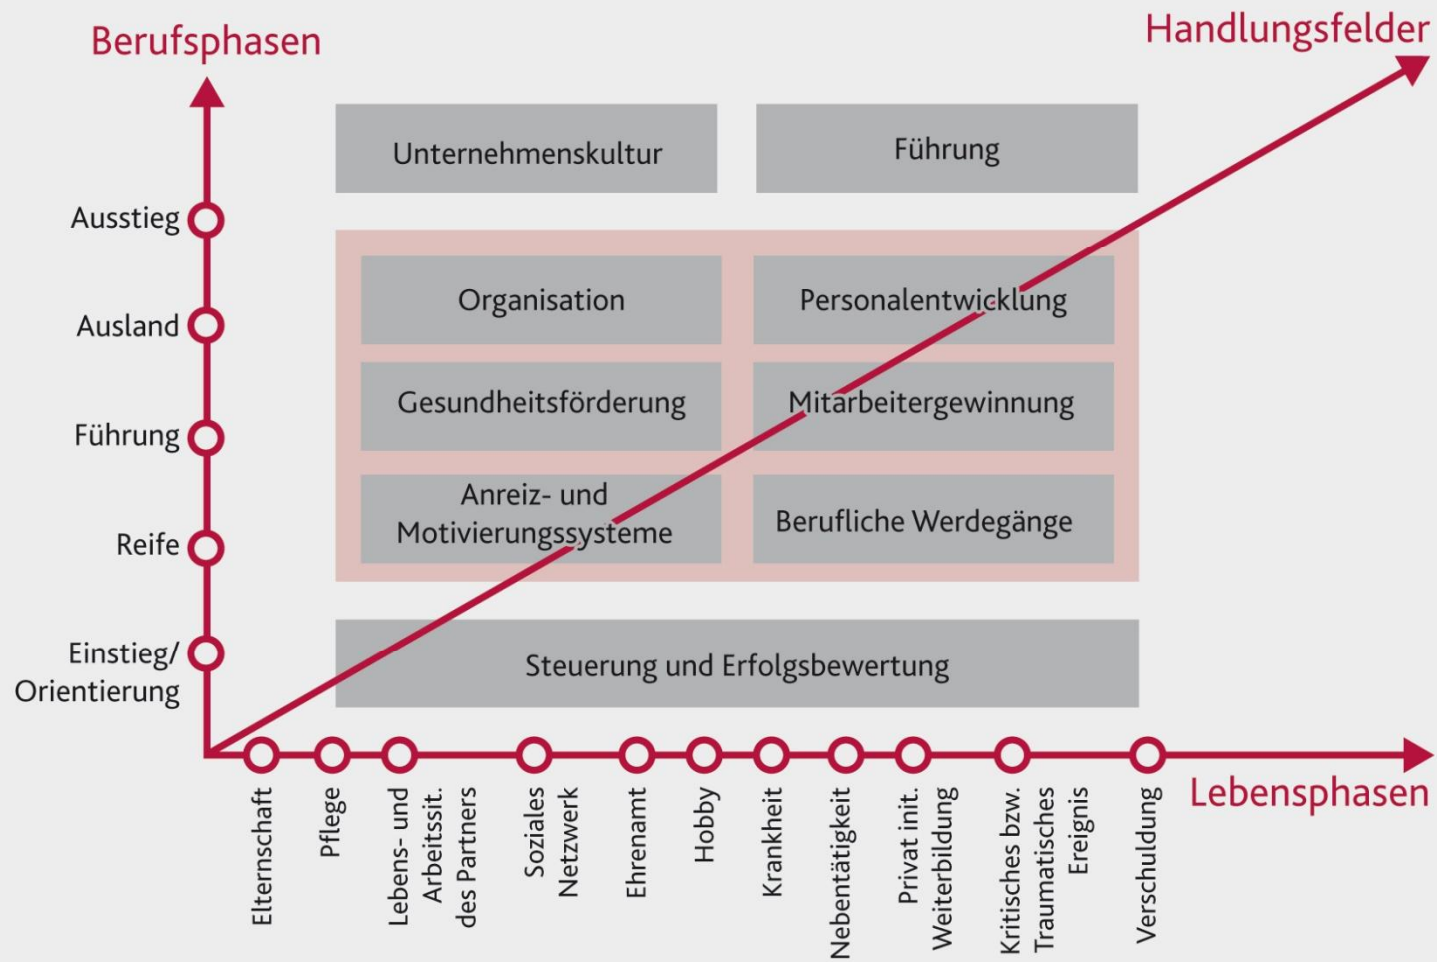 Berufsphasen
Handlungsfelder
Unternehmenskultur
Führung
Ausstieg
Organisation
Personalentwicklung
Ausland
Gesundheitsförderung
Mitarbeitergewinnung
Führung
Anreiz- und
Motivierungssysteme
Berufliche Werdegänge
Reife
Einstieg/
Orientierung
Steuerung und Erfolgsbewertung
Lebensphasen
Elternschaft
Pflege
Lebens- und
Arbeitssit.
des Partners
Soziales
Netzwerk
Ehrenamt
Hobby
Krankheit
Nebentätigkeit
Privat init.
Weiterbildung
Kritisches bzw.
Traumatisches
Ereignis
Verschuldung